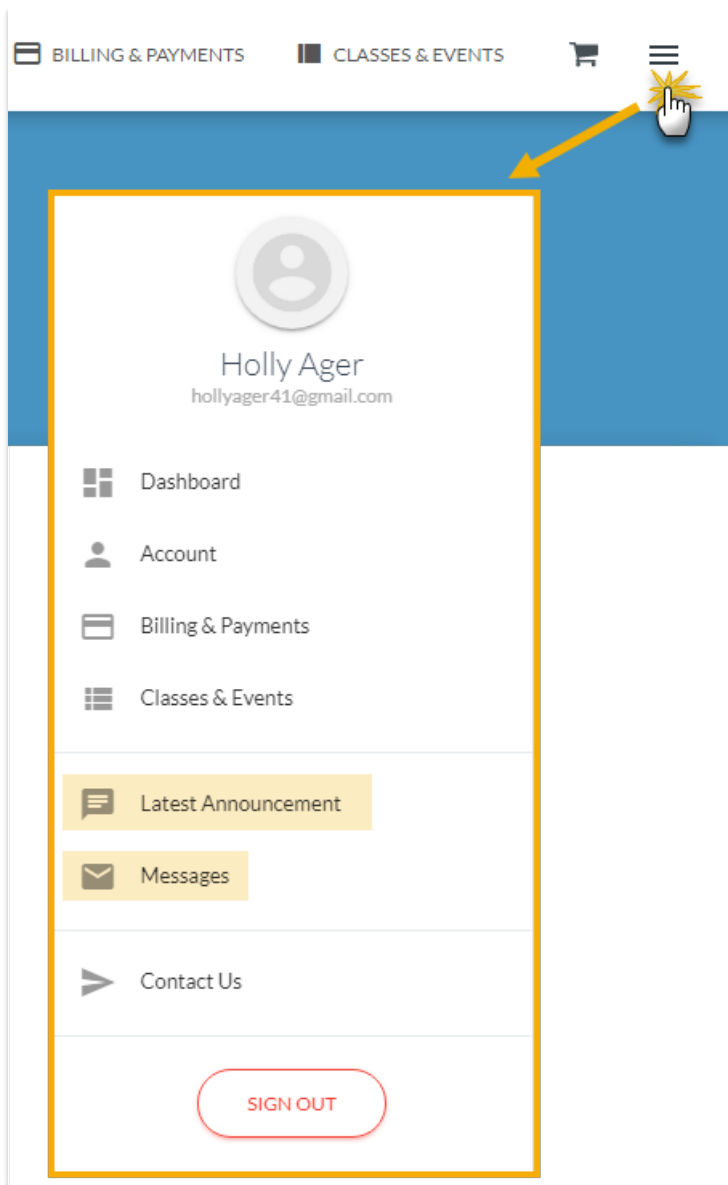 BILLING & PAYMENTS CLASSES & EVENTS
Holly Ager
hollyager41@gmail.com
Dashboard
Account
Billing & Payments
Classes & Events
Latest Announcement
Messages
Contact Us
SIGN OUT